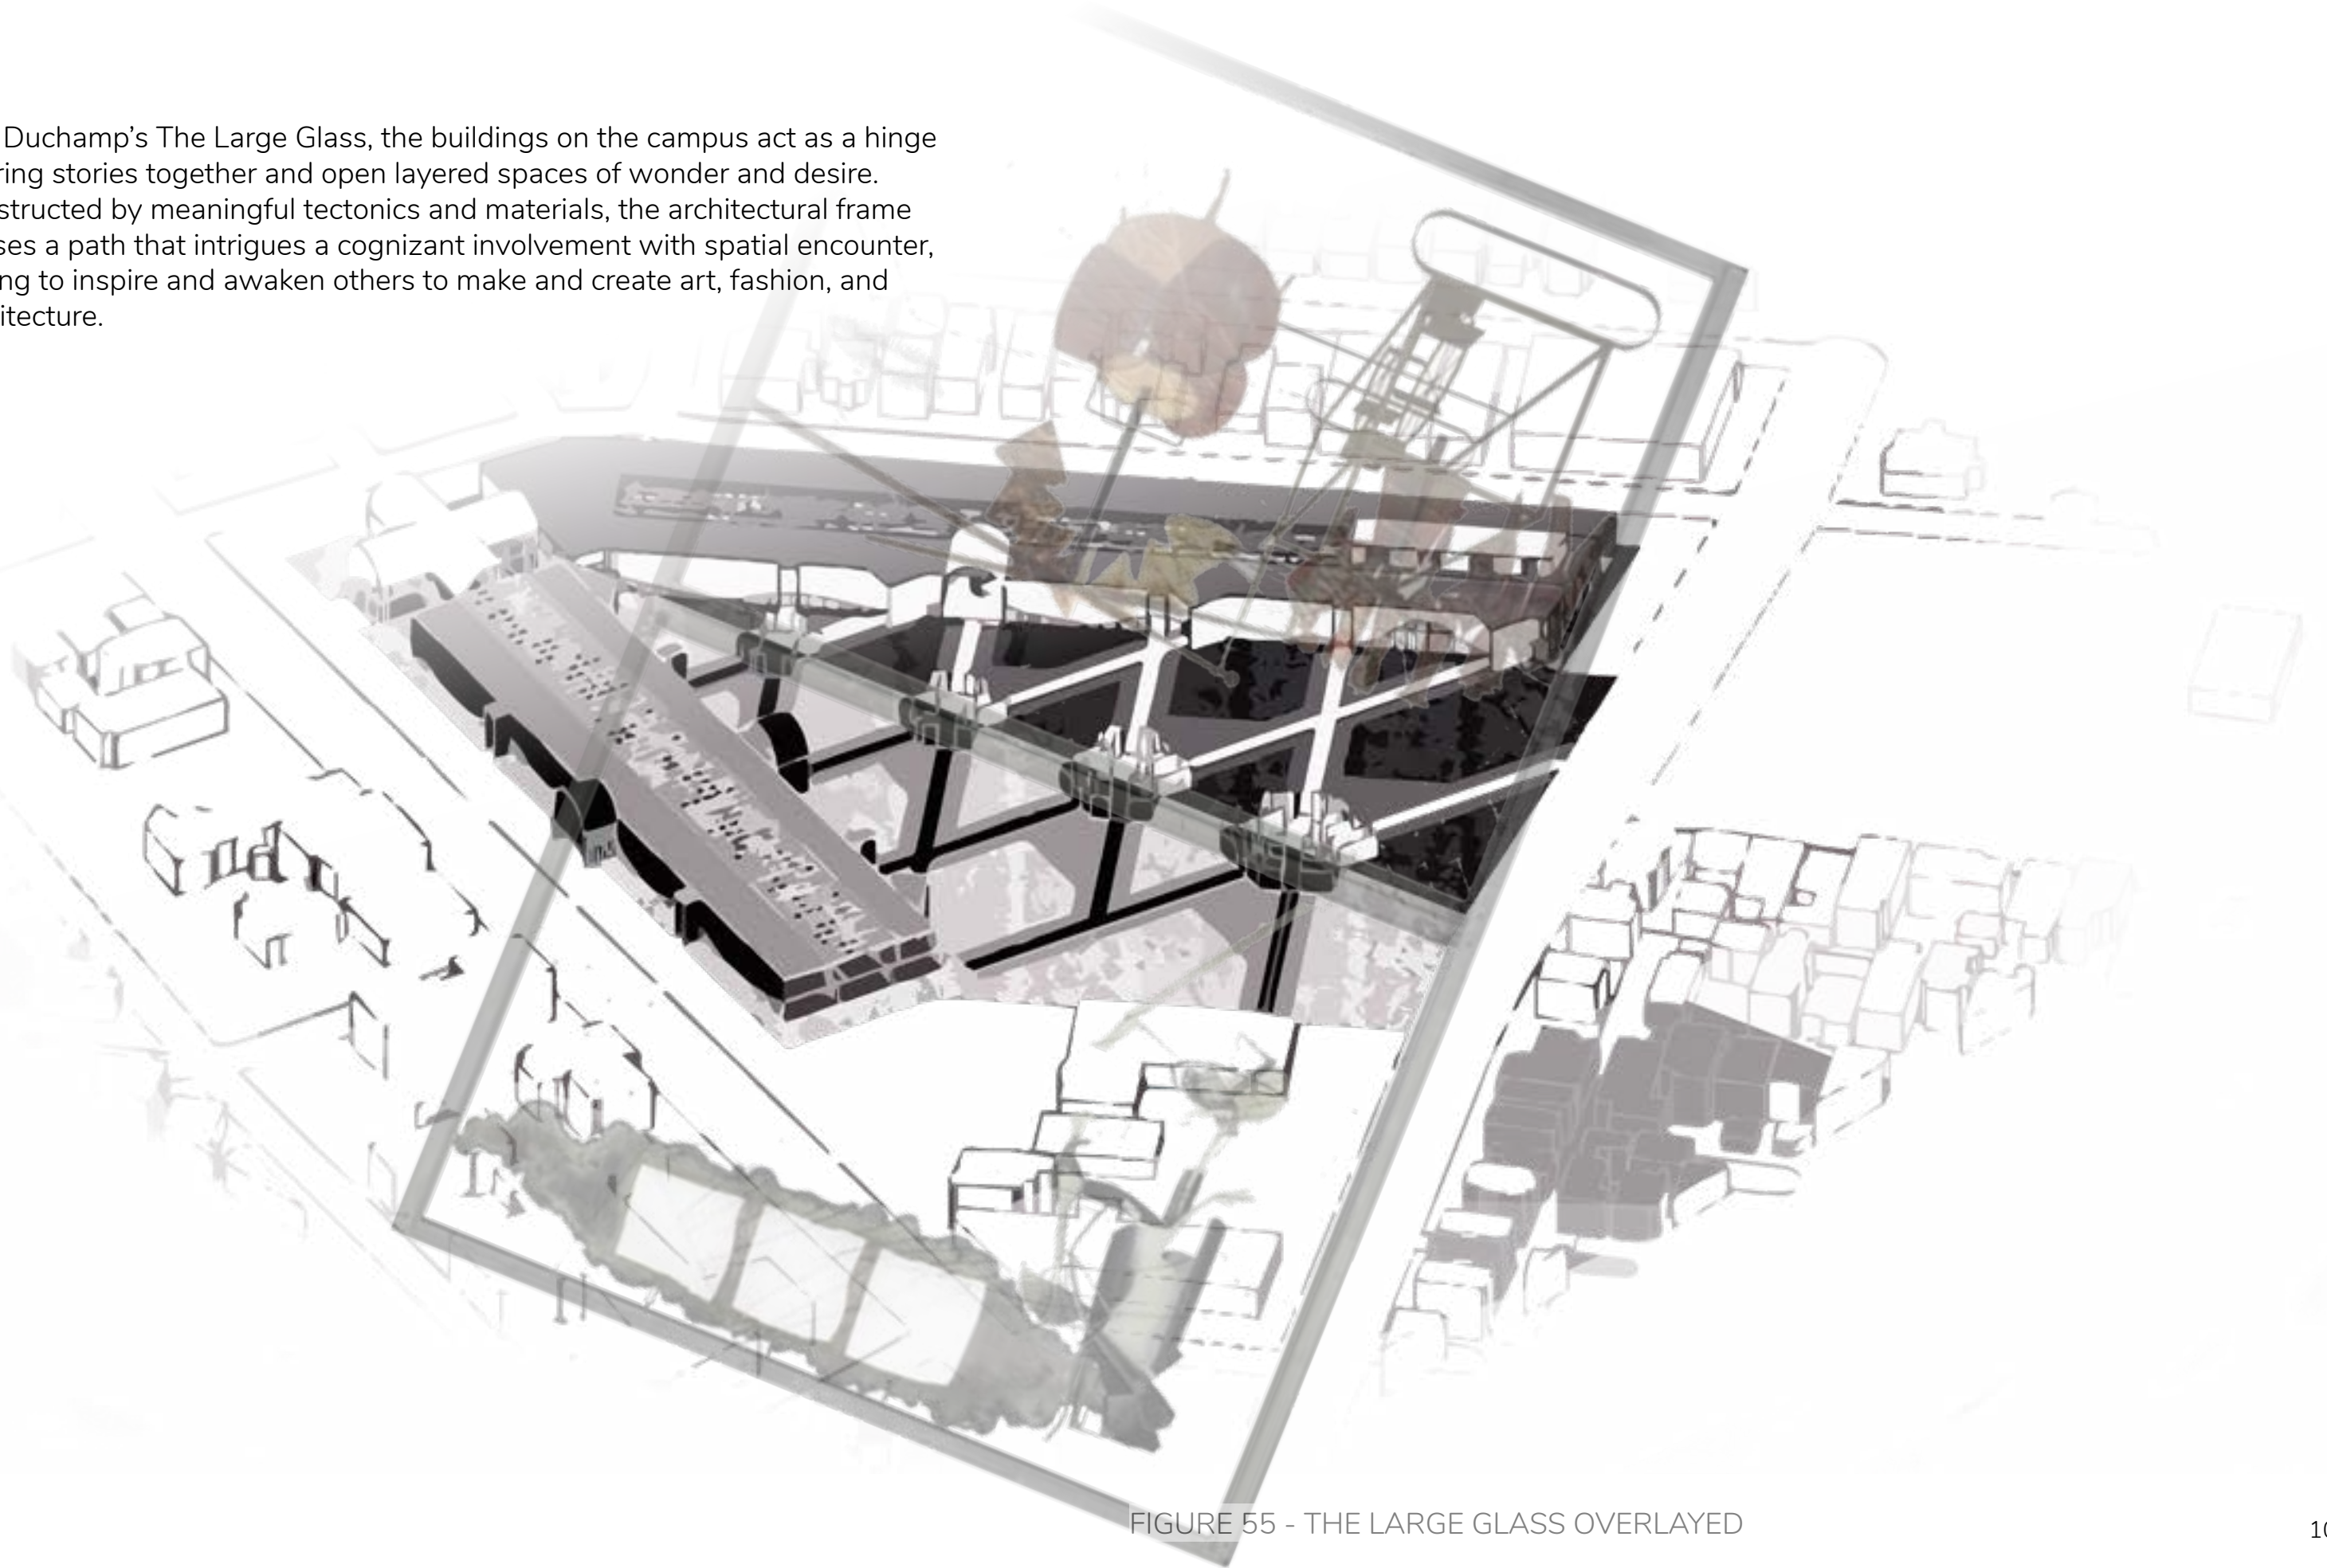 Duchamp’s The Large Glass, the buildings on the campus act as a hinge
ring stories together and open layered spaces of wonder and desire.
structed by meaningful tectonics and materials, the architectural frame
ses a path that intrigues a cognizant involvement with spatial encounter,
ng to inspire and awaken others to make and create art, fashion, and
itecture.
FIGURE 55 - THE LARGE GLASS OVERLAYED
10